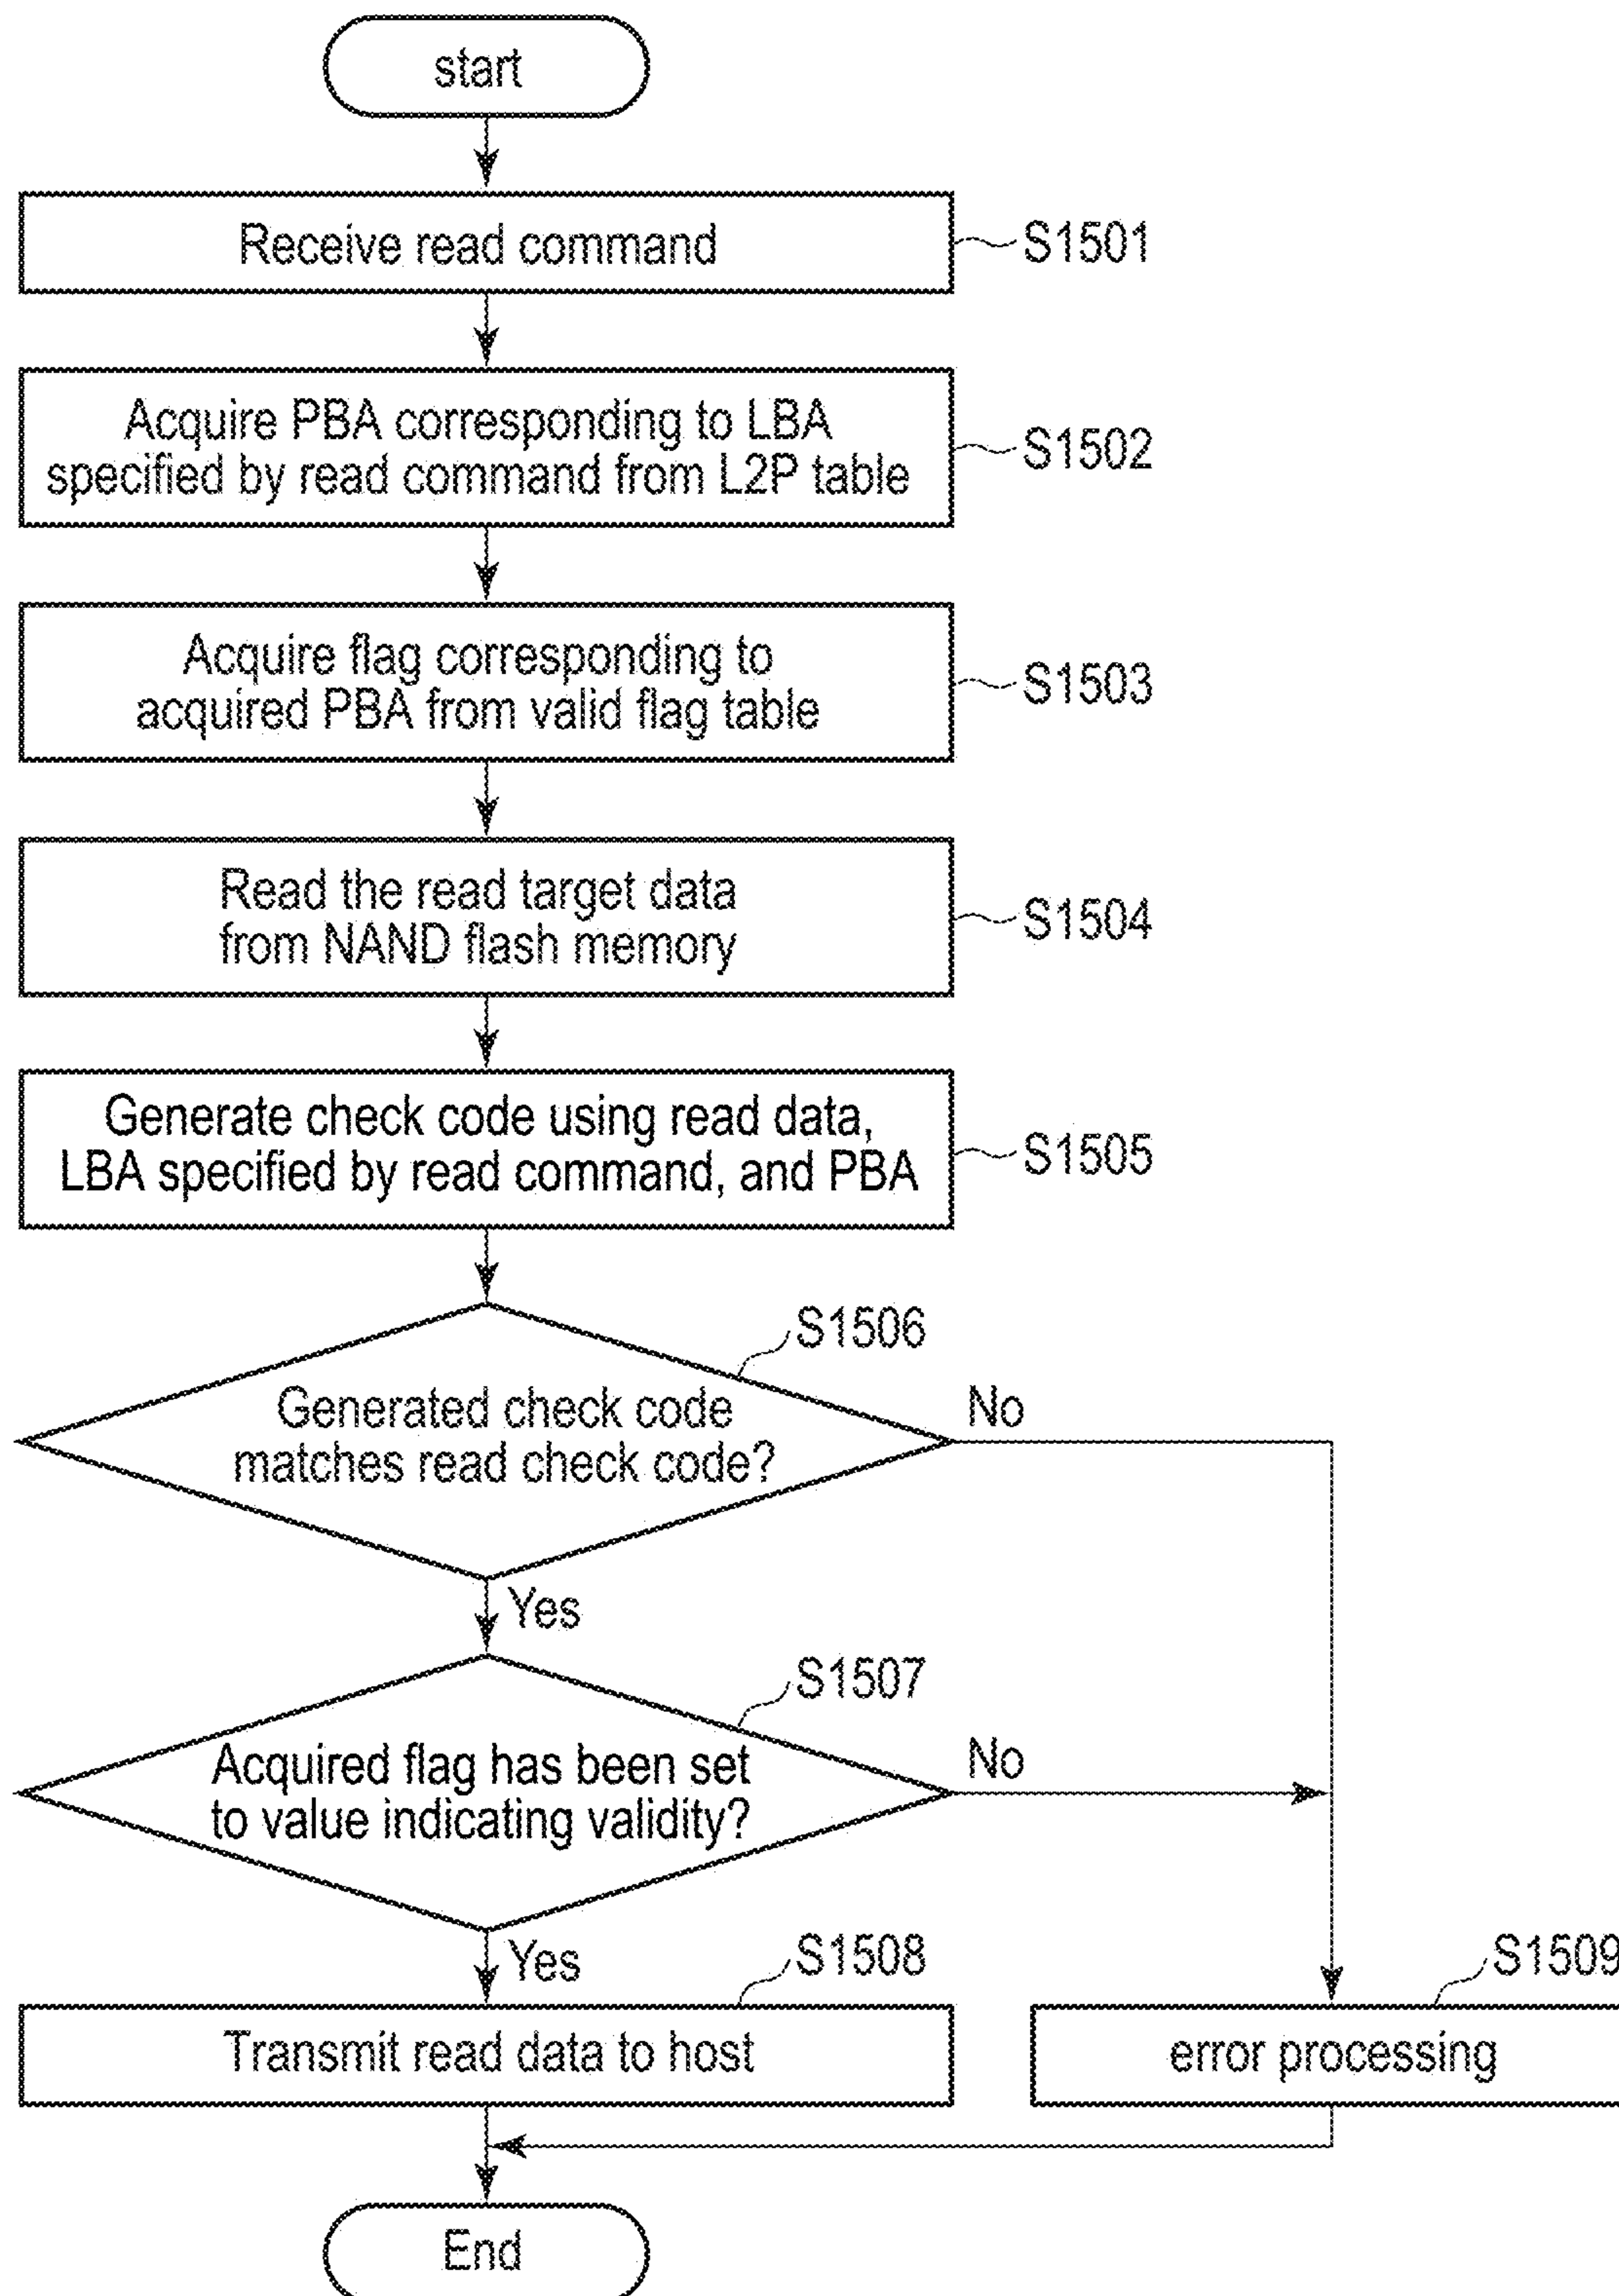 start
Receive read command
S1501
Acquire PBA corresponding to LBA
specified by read command from L2P table
S1502
Acquire flag corresponding to
acquired PBA from valid flag table
S1503
Read the read target data
from NAND flash memory
S1504
Generate check code using read data,
LBA specified by read command, and PBA
S1505
S1506
Generated check code
matches read check code?
No
Yes
S1507
Acquired flag has been set
to value indicating validity?
No
Yes
S1508
Transmit read data to host
S1509
error processing
End